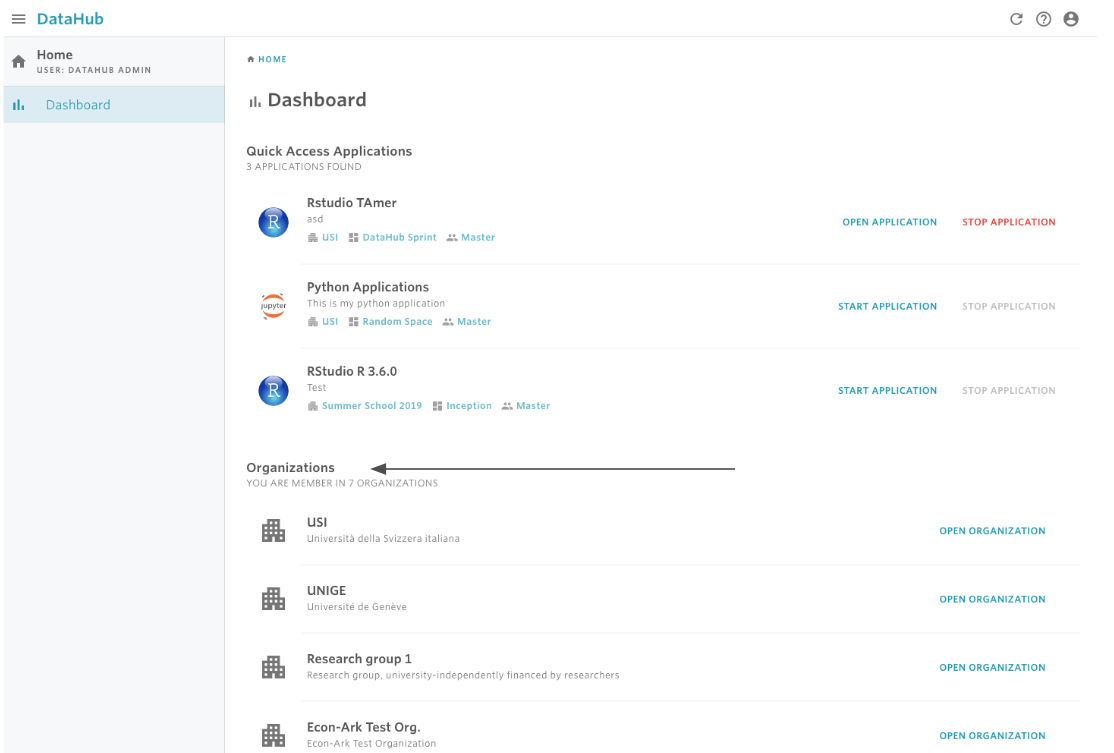 DataHub
Home
USER: DATAHUB ADMIN
Dashboard
HOME
Dashboard
Quick Access Applications
3 APPLICATIONS FOUND
R
Rstudio TAmer
asd
USI DataHub Sprint Master
OPEN APPLICATION STOP APPLICATION
jupyter
Python Applications
This is my python application
USI Random Space Master
START APPLICATION STOP APPLICATION
R
RStudio R 3.6.0
Test
Summer School 2019 Inception Master
START APPLICATION STOP APPLICATION
Organizations
YOU ARE MEMBER IN 7 ORGANIZATIONS
USI
Università della Svizzera italiana
OPEN ORGANIZATION
UNIGE
Université de Genève
OPEN ORGANIZATION
Research group 1
Research group, university-independently financed by researchers
OPEN ORGANIZATION
Econ-Ark Test Org.
Econ-Ark Test Organization
OPEN ORGANIZATION